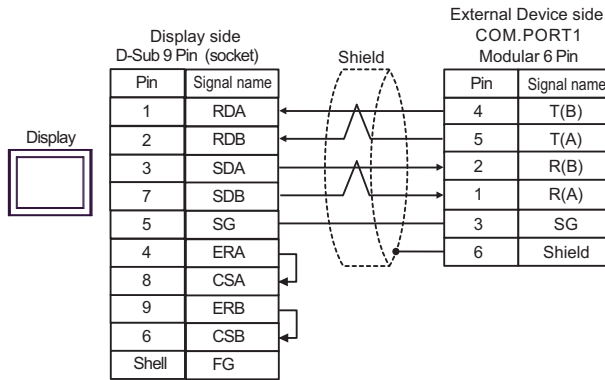 External Device side
Display side COM.PORT1
D-Sub 9 Pin (socket) Shield Modular 6 Pin
Pin Signal name Pin Signal name
1 RDA 4 T(B)
Display 2 RDB 5 T(A)
3 SDA 2 R(B)
7 SDB 1 R(A)
5 SG 3 SG
4 ERA 6 Shield
8 CSA
9 ERB
6 CSB
Shell FG